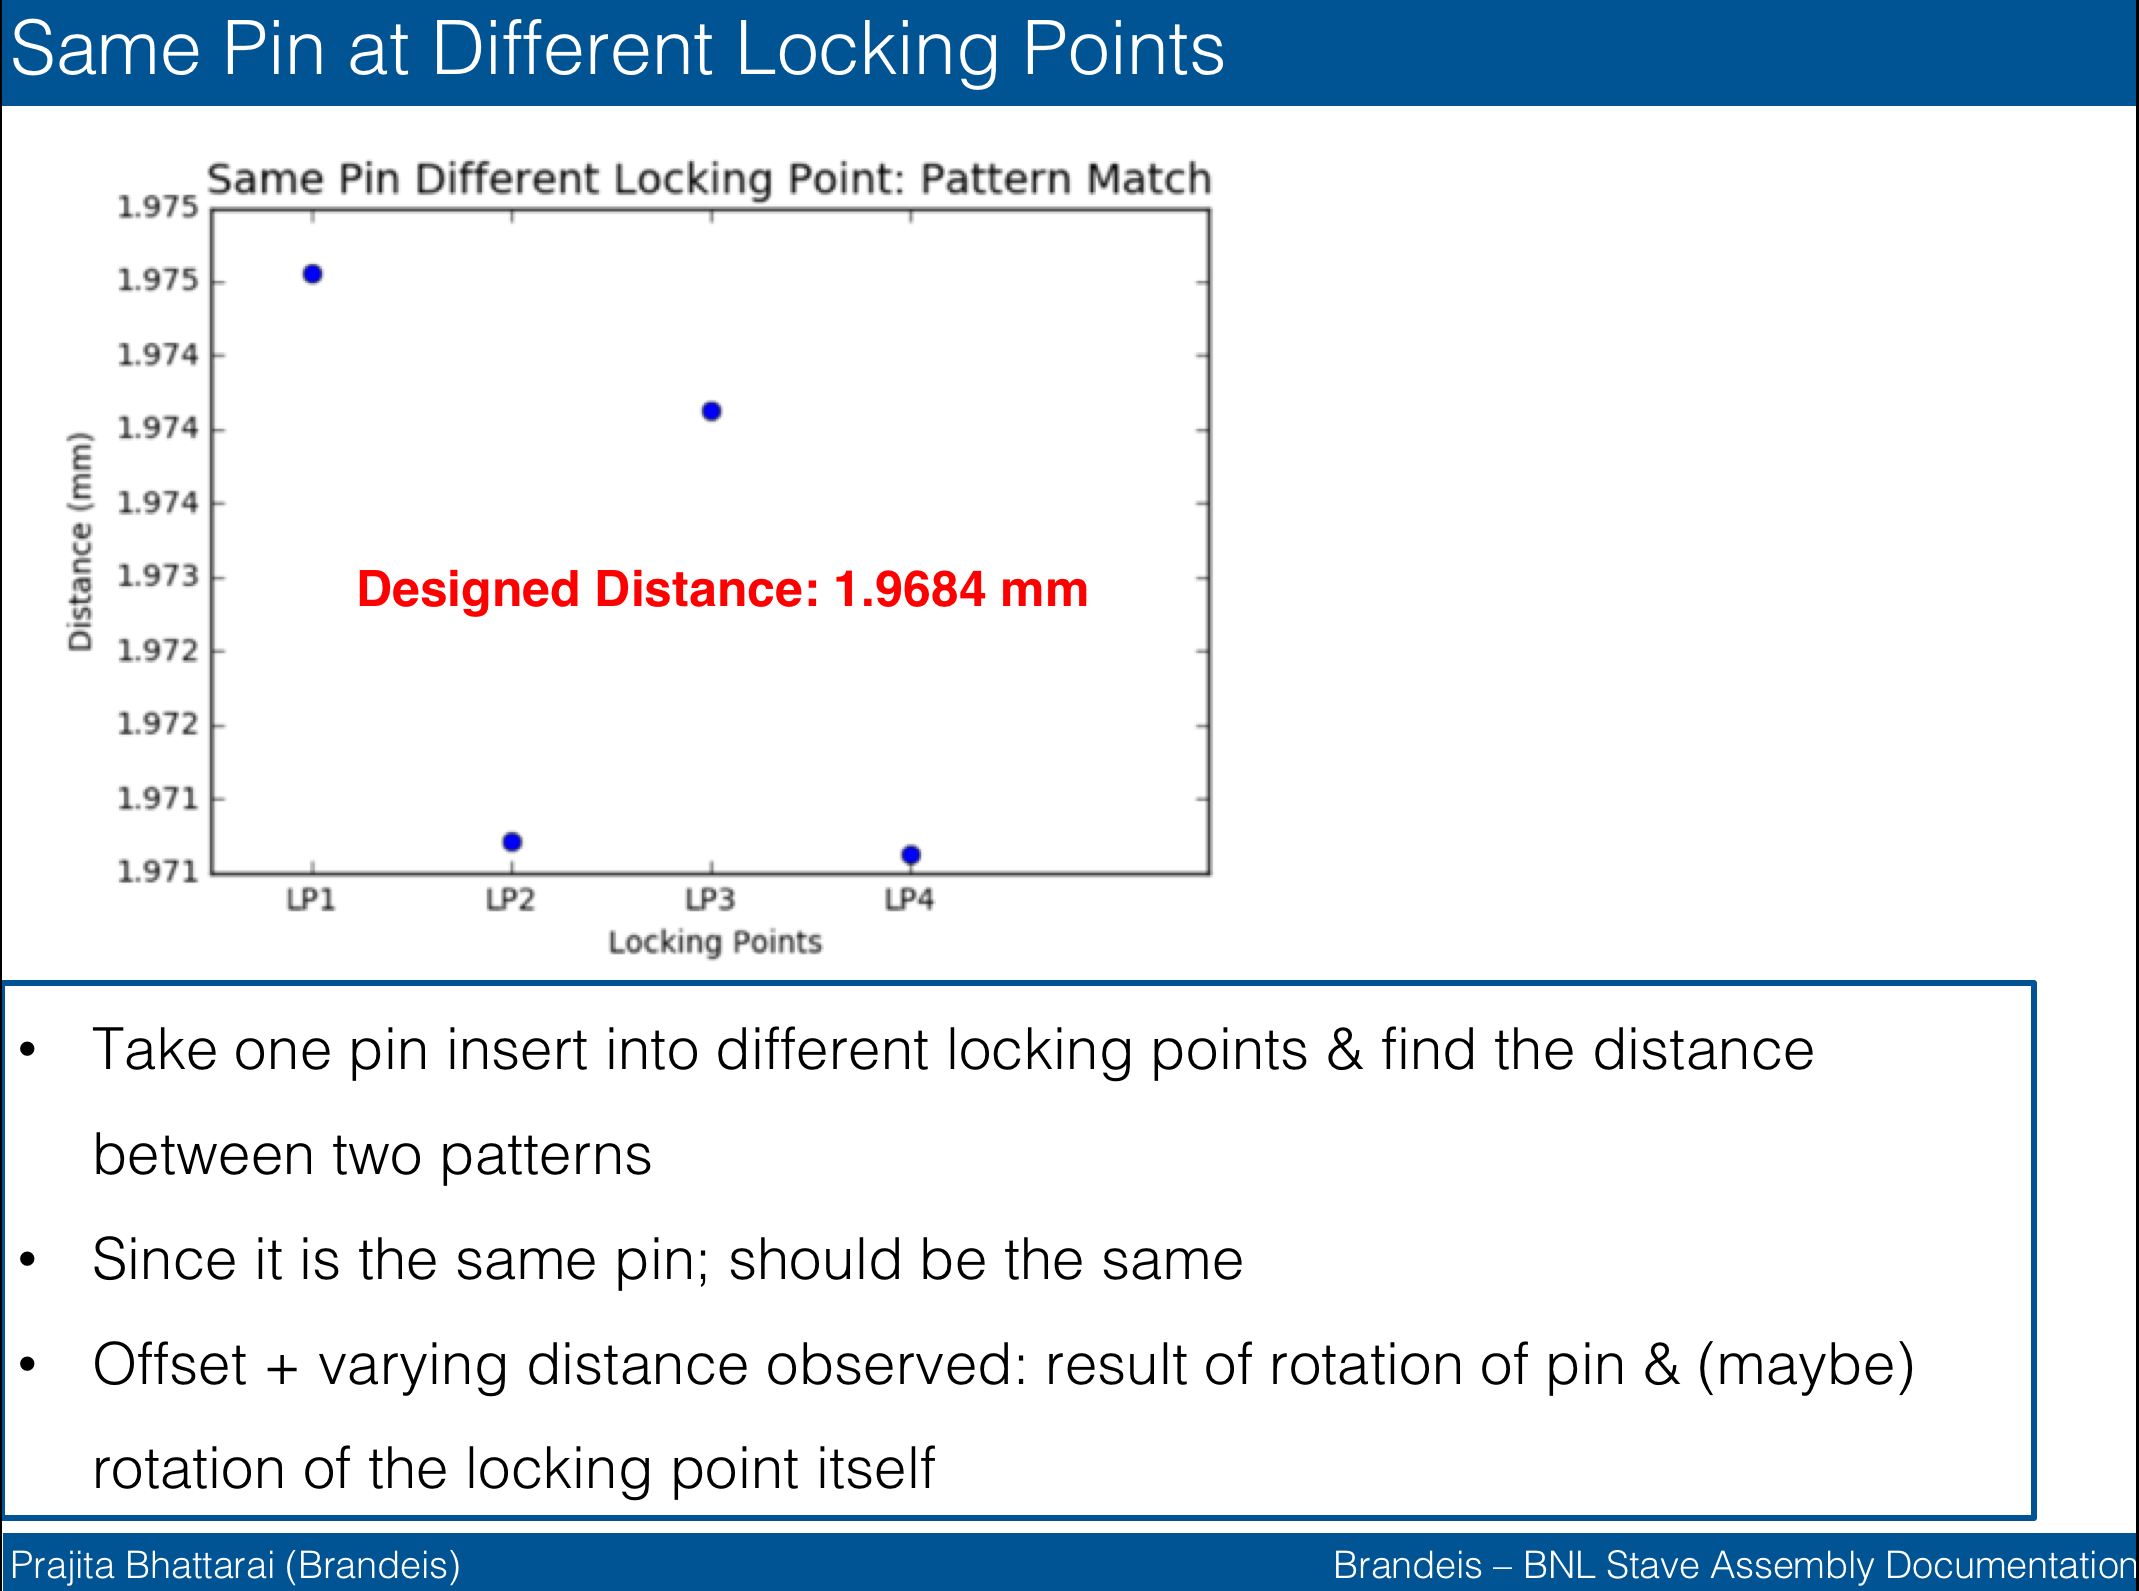 Same Pin at Different Locking Points
Same Pin Different Locking Point: Pattern Match
1.975
1.975
1.974
1.974
1.974
1.973
1.972
1.972
1.971
1.971
Distance (mm)
Designed Distance: 1.9684 mm
LP1 LP2 LP3 LP4
Locking Points
• Take one pin insert into different locking points & find the distance
between two patterns
• Since it is the same pin; should be the same
• Offset + varying distance observed: result of rotation of pin & (maybe)
rotation of the locking point itself
Prajita Bhattarai (Brandeis) Brandeis – BNL Stave Assembly Documentation